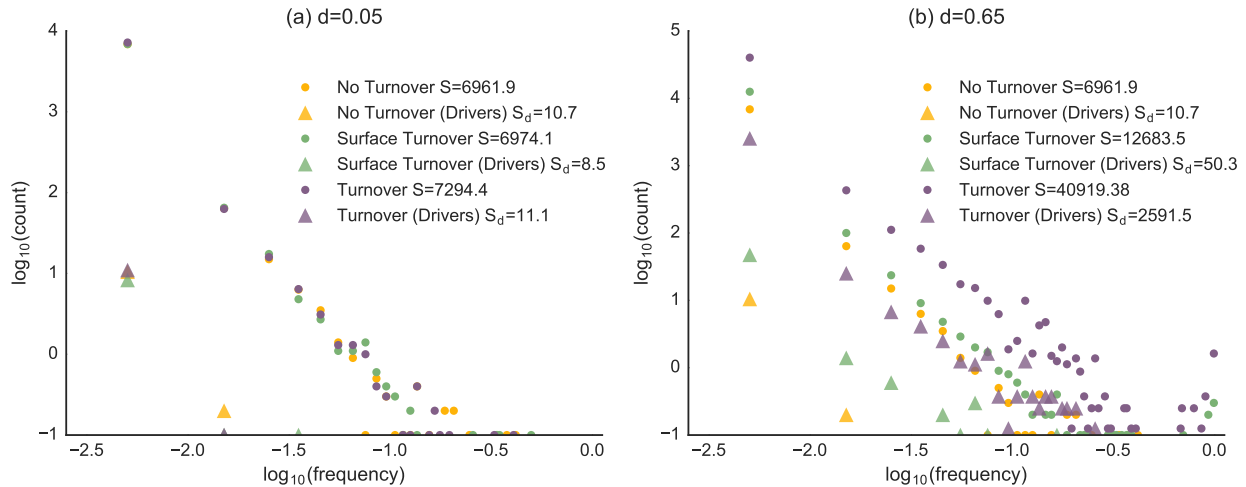 (a) d=0.05
4
3
2
1
0
−1
log10(count)
−2.5
−2.0
−1.5
−1.0
−0.5
0.0
log10(frequency)
No Turnover S=6961.9
No Turnover (Drivers) Sd=10.7
Surface Turnover S=6974.1
Surface Turnover (Drivers) Sd=8.5
Turnover S=7294.4
Turnover (Drivers) Sd=11.1
(b) d=0.65
5
4
3
2
1
0
−1
log10(count)
−2.5
−2.0
−1.5
−1.0
−0.5
0.0
log10(frequency)
No Turnover S=6961.9
No Turnover (Drivers) Sd=10.7
Surface Turnover S=12683.5
Surface Turnover (Drivers) Sd=50.3
Turnover S=40919.38
Turnover (Drivers) Sd=2591.5